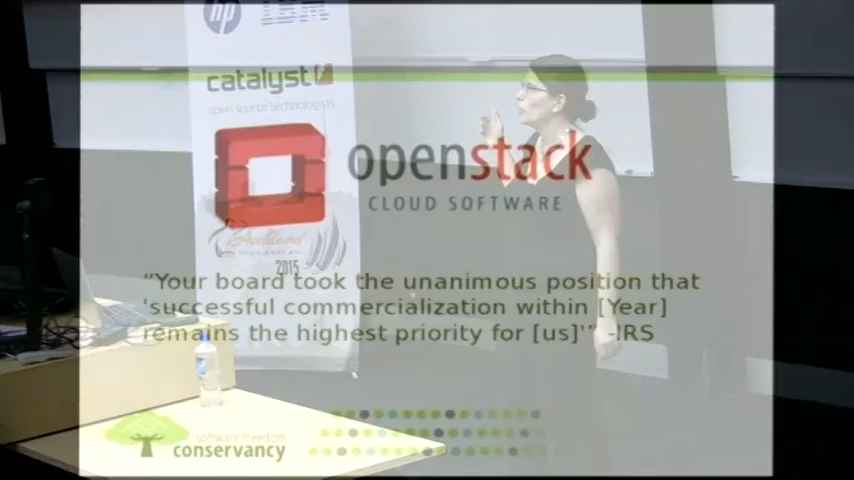 hp
IBM
catalyst
open source technologists
openstack
CLOUD SOFTWARE
Auckland
2015
“Your board took the unanimous position that
'successful commercialization within [Year]
remains the highest priority for [us]'” -IRS
software freedom
conservancy